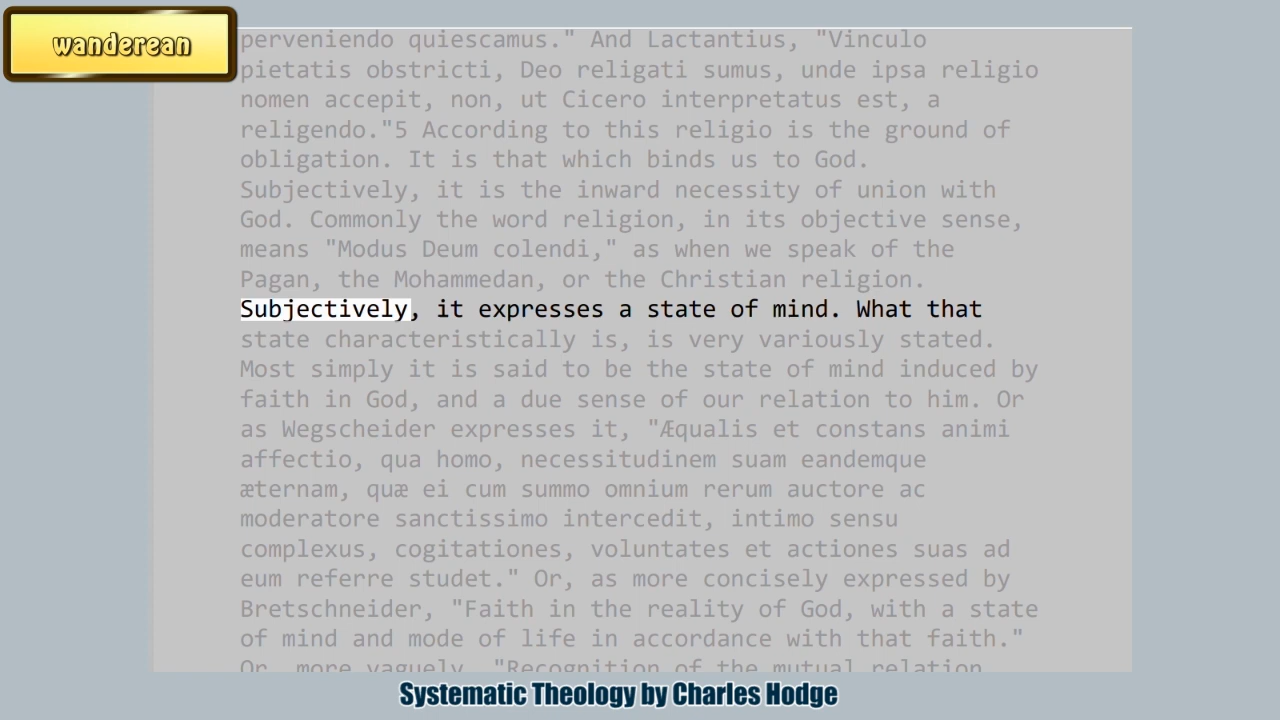 wanderean
perveniendo quiescamus." And Lactantius, "Vinculo
pietatis obstricti, Deo religati sumus, unde ipsa religio
nomen accepit, non, ut Cicero interpretatus est, a
religendo."5 According to this religio is the ground of
obligation. It is that which binds us to God.
Subjectively, it is the inward necessity of union with
God. Commonly the word religion, in its objective sense,
means "Modus Deum colendi," as when we speak of the
Pagan, the Mohammedan, or the Christian religion.
Subjectively, it expresses a state of mind. What that
state characteristically is, is very variously stated.
Most simply it is said to be the state of mind induced by
faith in God, and a due sense of our relation to him. Or
as Wegscheider expresses it, "Æqualis et constans animi
affectio, qua homo, necessitudinem suam eandemque
æternam, quæ ei cum summo omnium rerum auctore ac
moderatore sanctissimo intercedit, intimo sensu
complexus, cogitationes, voluntates et actiones suas ad
eum referre studet." Or, as more concisely expressed by
Bretschneider, "Faith in the reality of God, with a state
of mind and mode of life in accordance with that faith."
Or, more vaguely, "Recognition of the mutual relation
Systematic Theology by Charles Hodge